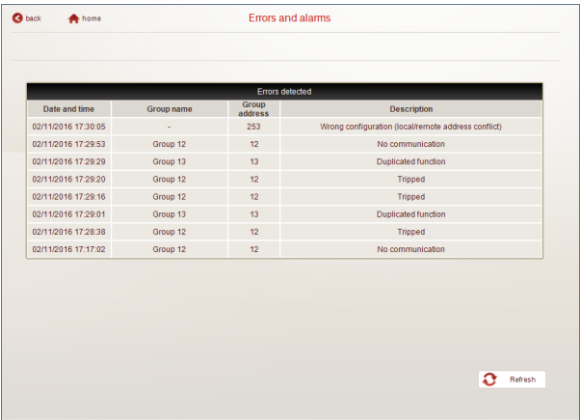 back home Errors and alarms
Errors detected
Date and time Group name Group address Description
02/11/2016 17:30:05 - 253 Wrong configuration (local/remote address conflict)
02/11/2016 17:29:53 Group 12 12 No communication
02/11/2016 17:29:29 Group 13 13 Duplicated function
02/11/2016 17:29:20 Group 12 12 Tripped
02/11/2016 17:29:16 Group 12 12 Tripped
02/11/2016 17:29:01 Group 13 13 Duplicated function
02/11/2016 17:28:38 Group 12 12 Tripped
02/11/2016 17:17:02 Group 12 12 No communication
Refresh